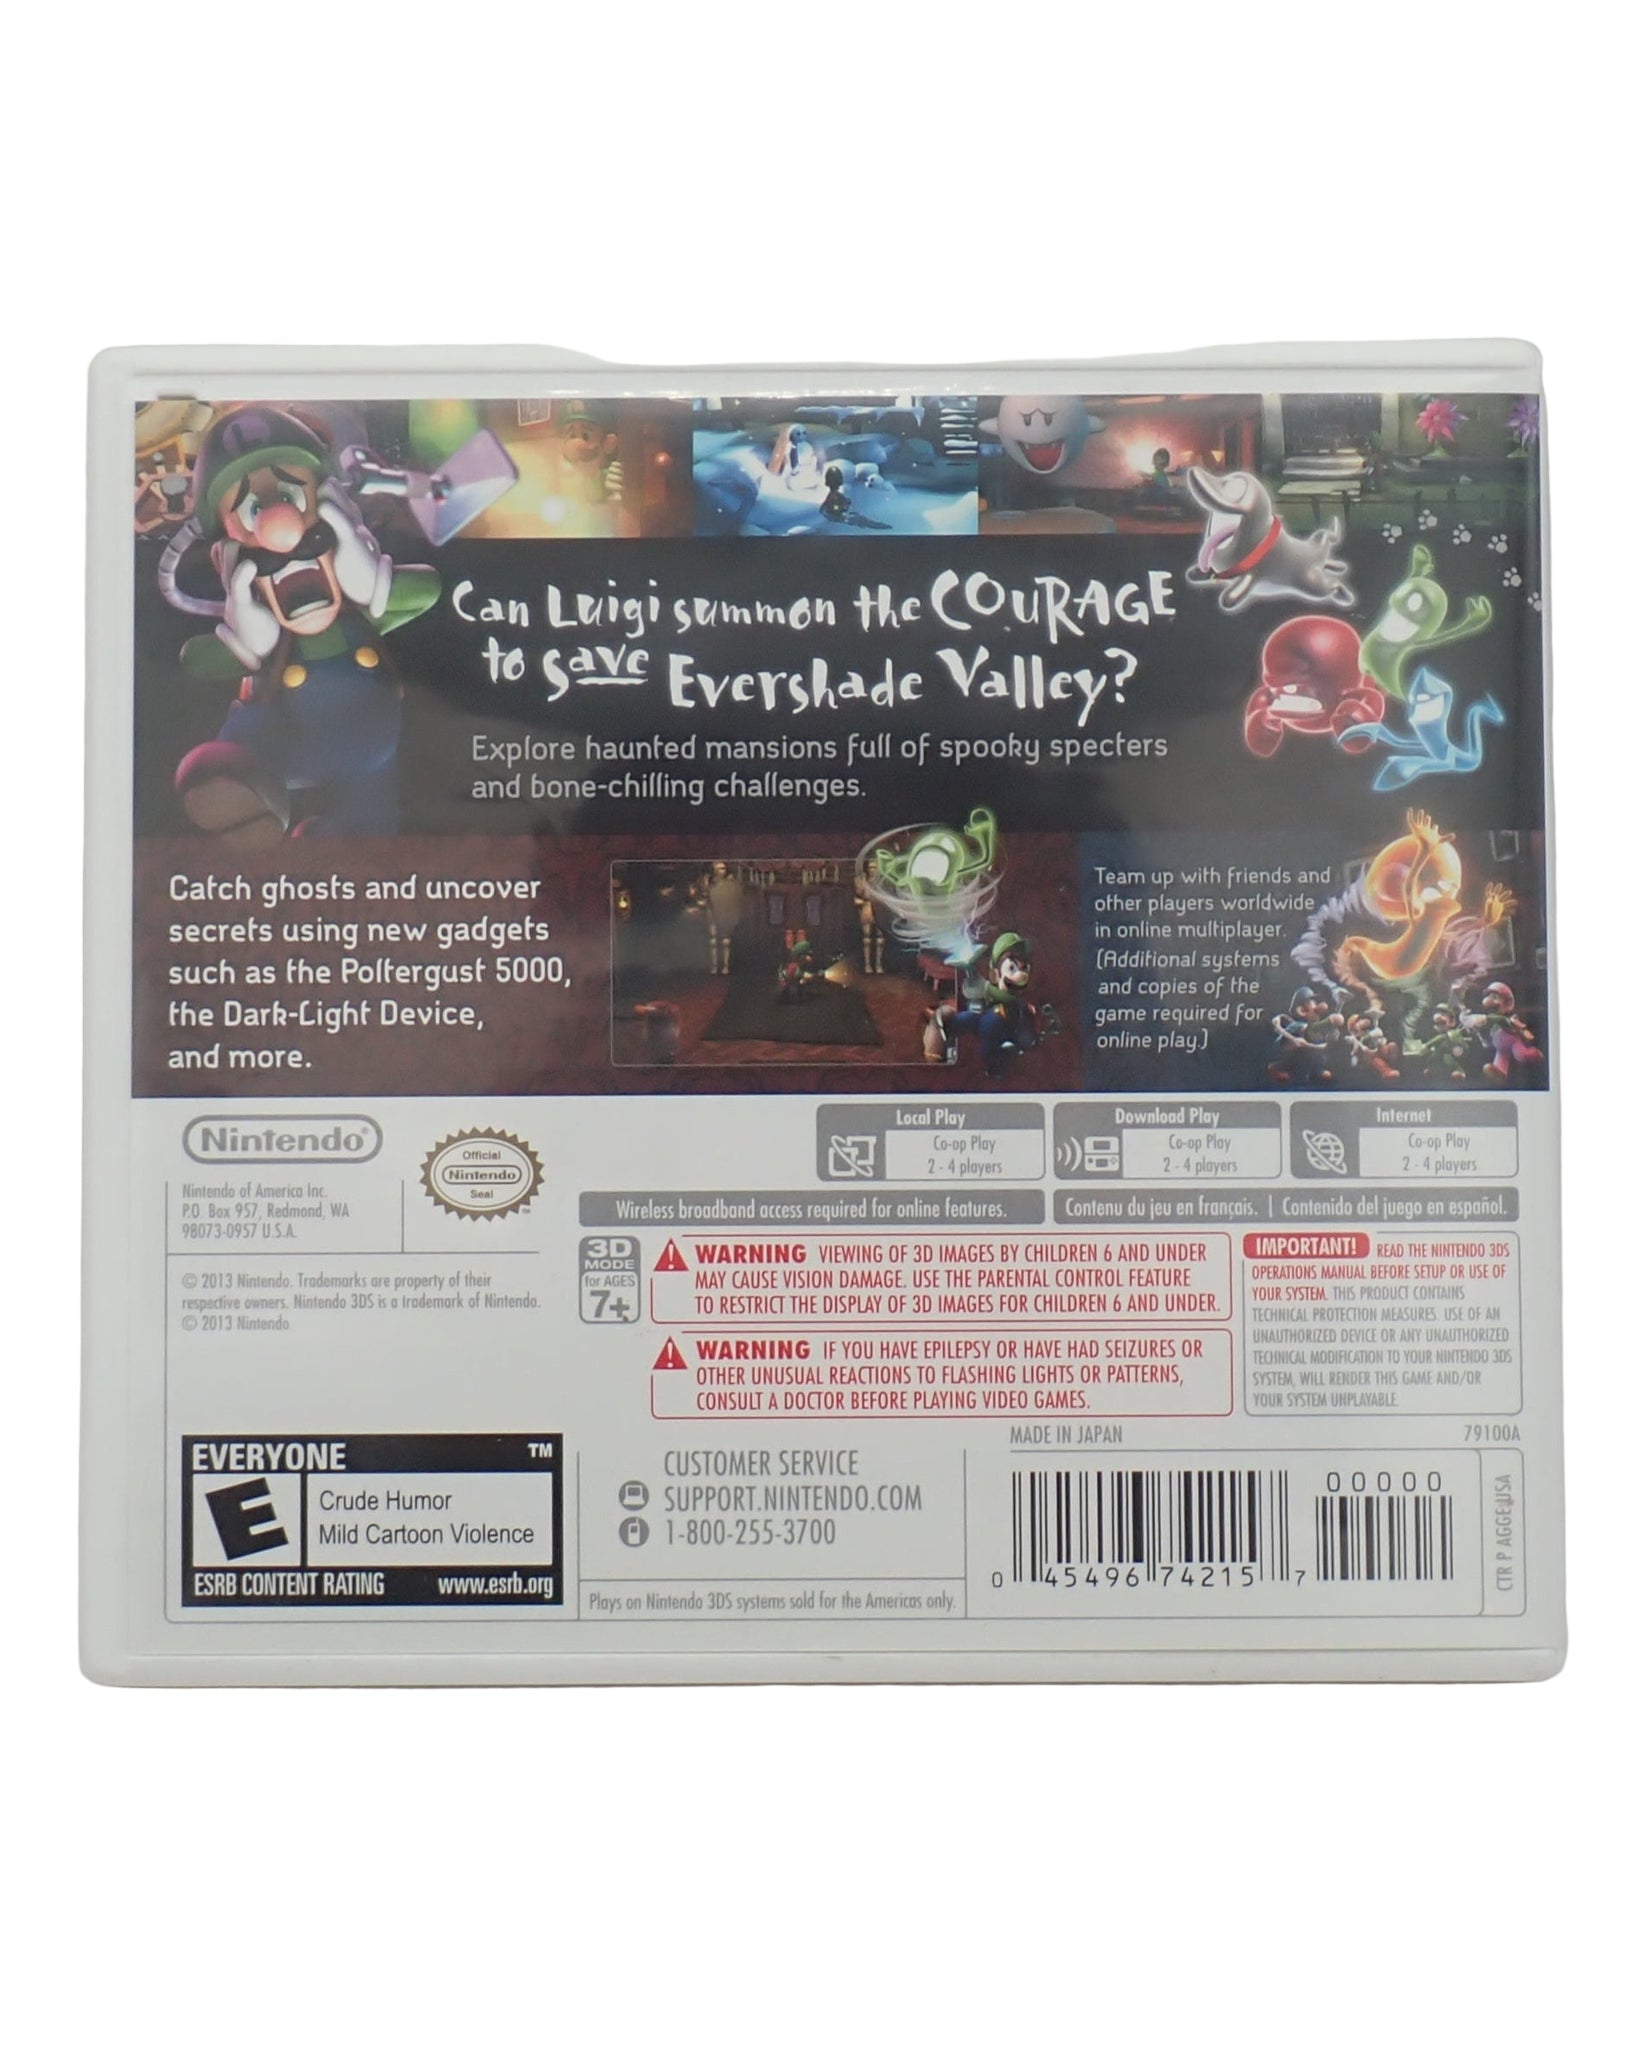 Can Luigi summon the COURAGE
to save Evershade Valley?
Explore haunted mansions full of spooky specters
and bone-chilling challenges.
Catch ghosts and uncover
secrets using new gadgets
such as the Poltergust 5000,
the Dark-Light Device,
and more.
Team up with friends and
other players worldwide
in online multiplayer.
(Additional systems
and copies of the
game required for
online play.)
Nintendo®
Nintendo of America Inc.
P.O. Box 957, Redmond, WA
98073-0957 U.S.A.
Official
Nintendo
Seal
TM
Local Play
Co-op Play
2 - 4 players
Download Play
Co-op Play
2 - 4 players
Internet
Co-op Play
2 - 4 players
Wireless broadband access required for online features.
Contenu du jeu en français. | Contenido del juego en español.
© 2013 Nintendo. Trademarks are property of their
respective owners. Nintendo 3DS is a trademark of Nintendo.
© 2013 Nintendo.
3D
MODE
for AGES
7+
WARNING VIEWING OF 3D IMAGES BY CHILDREN 6 AND UNDER
MAY CAUSE VISION DAMAGE. USE THE PARENTAL CONTROL FEATURE
TO RESTRICT THE DISPLAY OF 3D IMAGES FOR CHILDREN 6 AND UNDER.
WARNING IF YOU HAVE EPILEPSY OR HAVE HAD SEIZURES OR
OTHER UNUSUAL REACTIONS TO FLASHING LIGHTS OR PATTERNS,
CONSULT A DOCTOR BEFORE PLAYING VIDEO GAMES.
IMPORTANT! READ THE NINTENDO 3DS
OPERATIONS MANUAL BEFORE SETUP OR USE OF
YOUR SYSTEM. THIS PRODUCT CONTAINS
TECHNICAL PROTECTION MEASURES. USE OF AN
UNAUTHORIZED DEVICE OR ANY UNAUTHORIZED
TECHNICAL MODIFICATION TO YOUR NINTENDO 3DS
SYSTEM, WILL RENDER THIS GAME AND/OR
YOUR SYSTEM UNPLAYABLE.
EVERYONE TM
E
Crude Humor
Mild Cartoon Violence
ESRB CONTENT RATING www.esrb.org
CUSTOMER SERVICE
SUPPORT.NINTENDO.COM
1-800-255-3700
Plays on Nintendo 3DS systems sold for the Americas only.
MADE IN JAPAN 79100A
00000
0 45496 74215 7
CTR P AGGE USA